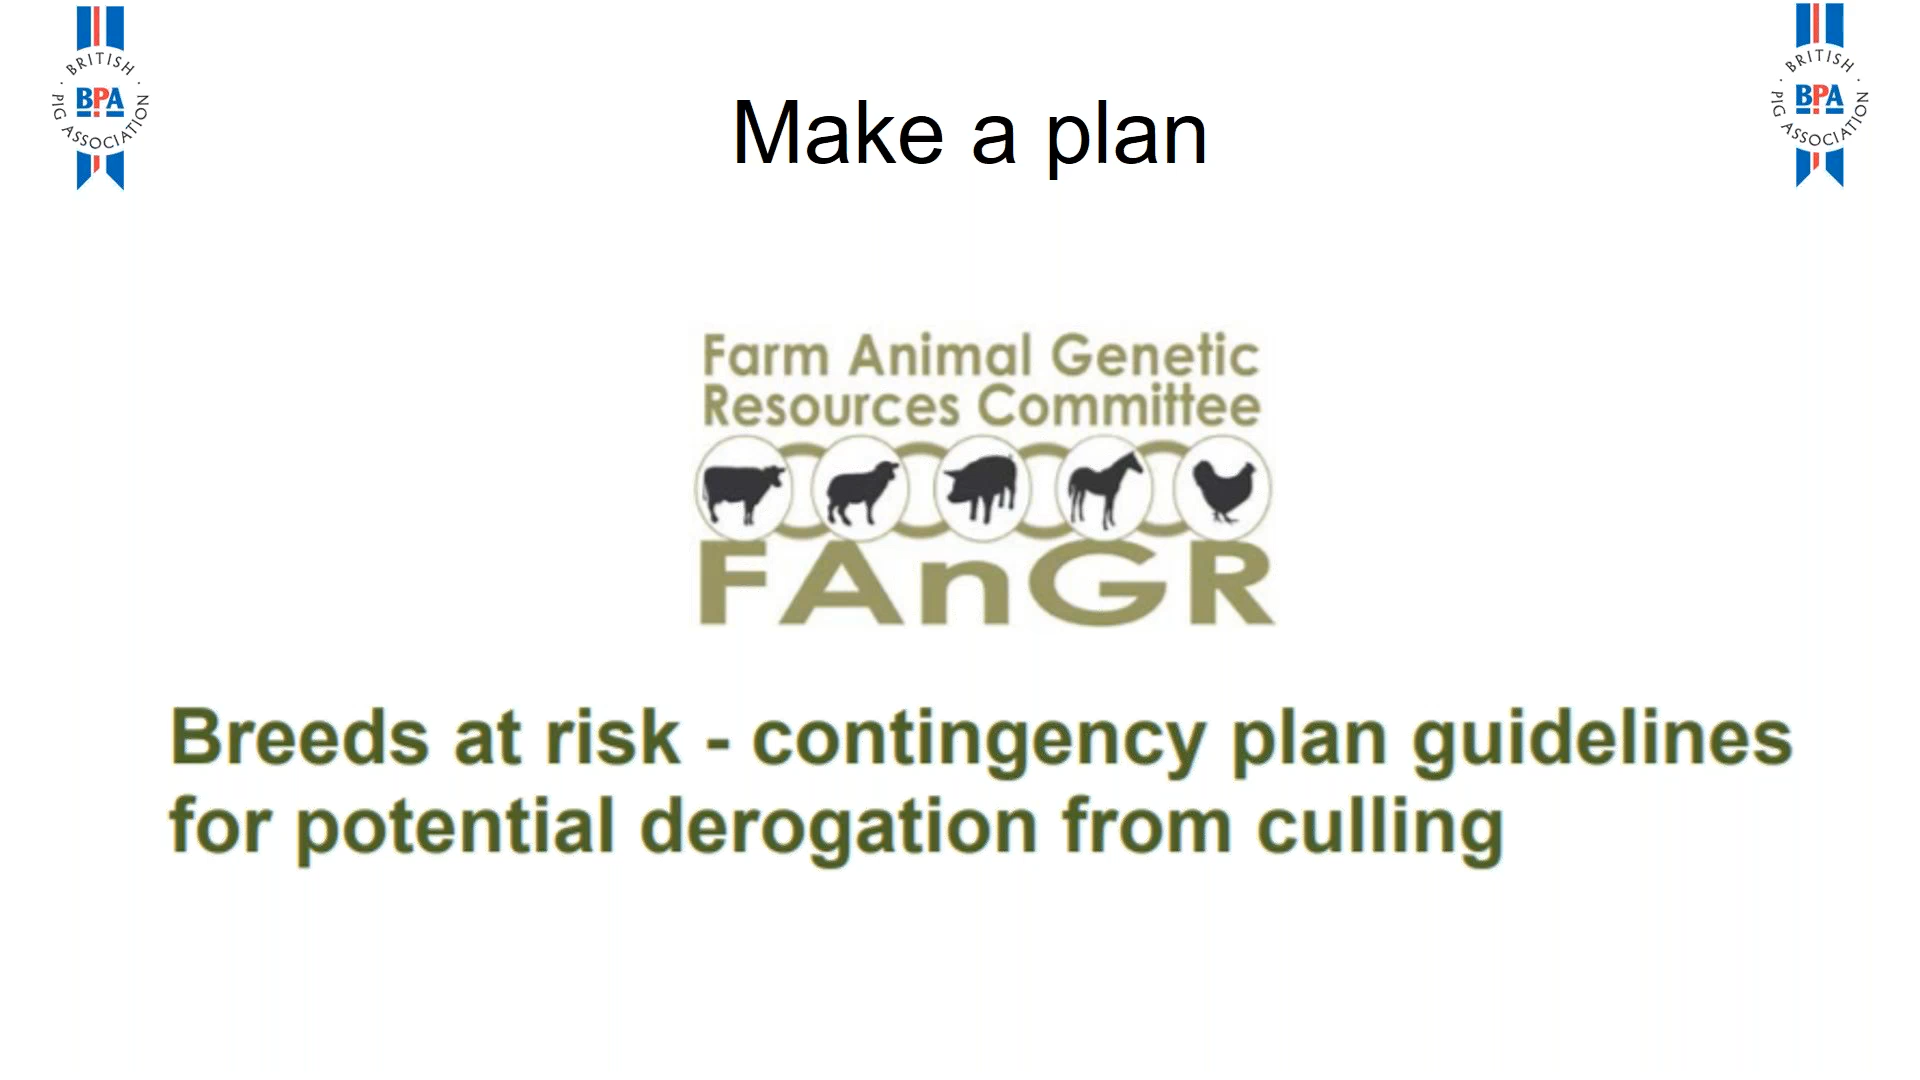 BRITISH
BPA
PIG ASSOCIATION
BRITISH
BPA
PIG ASSOCIATION
Make a plan
Farm Animal Genetic
Resources Committee
FAnGR
Breeds at risk - contingency plan guidelines
for potential derogation from culling